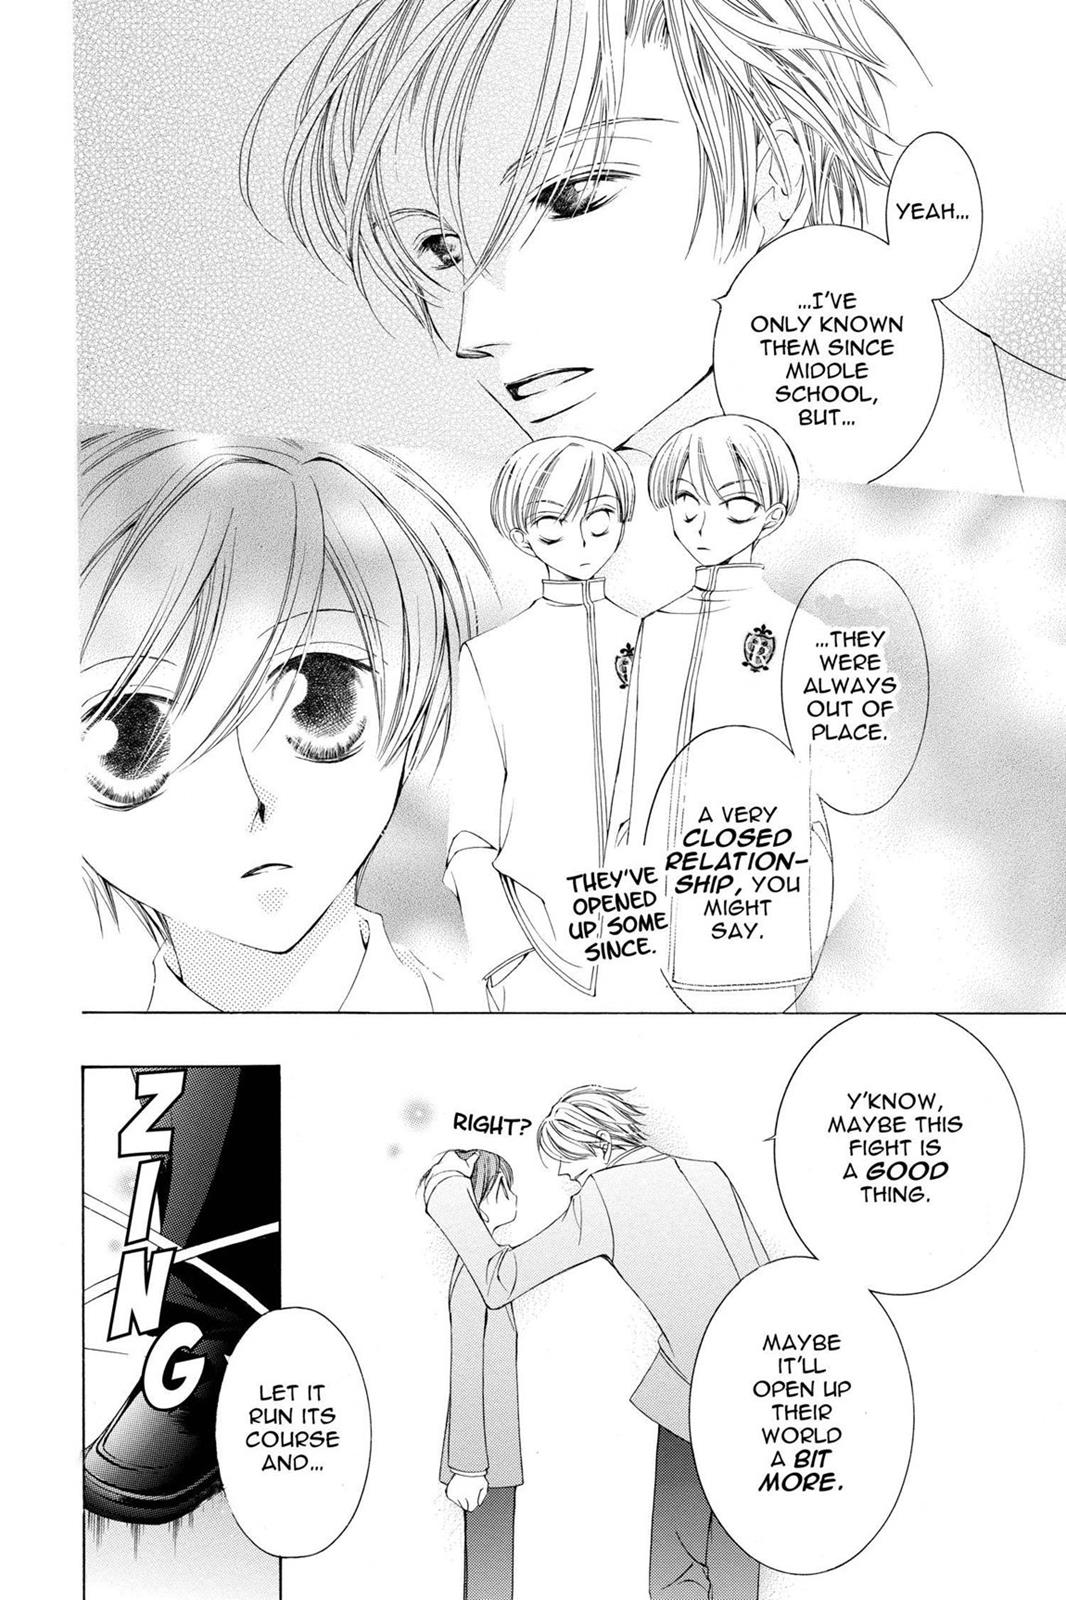 YEAH...
...I'VE
ONLY KNOWN
THEM SINCE
MIDDLE
SCHOOL,
BUT...
...THEY
WERE
ALWAYS
OUT OF
PLACE.
A VERY
CLOSED
RELATION-
SHIP, YOU
MIGHT
SAY.
THEY'VE
OPENED
UP SOME
SINCE.
R
Y'KNOW,
MAYBE THIS
FIGHT IS
A GOOD
THING.
RIGHT?
MAYBE
IT'LL
OPEN UP
THEIR
WORLD
A BIT
MORE.
LET IT
RUN ITS
COURSE
AND...
ZING